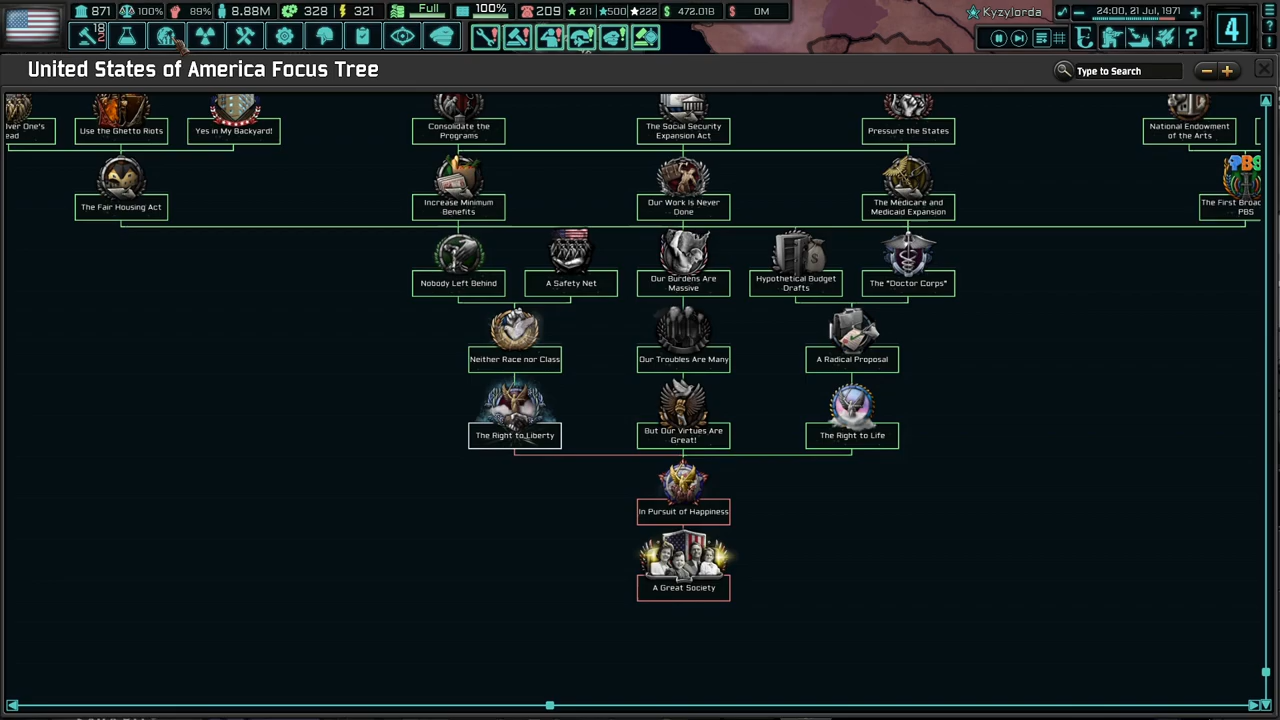 871
100%
89%
8.88M
328
321
Full
100%
209
211
500
222
472.01B
0M
Kyzylorda
24:00, 21 Jul, 1971
4
United States of America Focus Tree
Type to Search
Use the Ghetto Riots
Yes in My Backyard!
Consolidate the
Programs
The Social Security
Expansion Act
Pressure the States
National Endowment
of the Arts
The Fair Housing Act
Increase Minimum
Benefits
Our Work Is Never
Done
The Medicare and
Medicaid Expansion
PBS
The First Broad
PBS
Nobody Left Behind
A Safety Net
Our Burdens Are
Massive
Hypothetical Budget
Drafts
The "Doctor Corps"
Neither Race nor Class
Our Troubles Are Many
A Radical Proposal
The Right to Liberty
But Our Virtues Are
Great!
The Right to Life
In Pursuit of Happiness
A Great Society